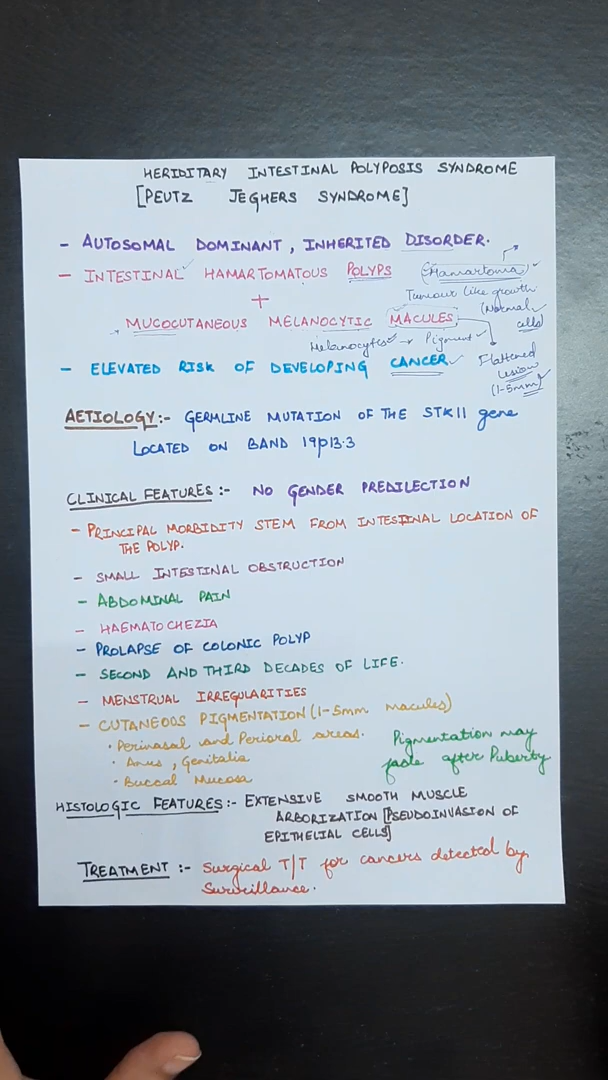 HERIDITARY INTESTINAL POLYPOSIS SYNDROME
[PEUTZ JEGHERS SYNDROME]
- AUTOSOMAL DOMINANT, INHERITED DISORDER.
- INTESTINAL HAMARTOMATOUS POLYPS (Hamartoma)
Tumour like growth
+
(Normal
cells)
MUCOCUTANEOUS MELANOCYTIC MACULES
Melanocytes → Pigment
Flattened
lesion
(1-5mm)
- ELEVATED RISK OF DEVELOPING CANCER
AETIOLOGY:- GERMLINE MUTATION OF THE STK11 gene
LOCATED ON BAND 19p13.3
CLINICAL FEATURES:- NO GENDER PREDILECTION
- PRINCIPAL MORBIDITY STEM FROM INTESTINAL LOCATION OF
THE POLYP.
- SMALL INTESTINAL OBSTRUCTION
- ABDOMINAL PAIN
- HAEMATOCHEZIA
- PROLAPSE OF COLONIC POLYP
- SECOND AND THIRD DECADES OF LIFE.
- MENSTRUAL IRREGULARITIES
- CUTANEOUS PIGMENTATION (1-5mm macules)
• Perinasal and Perioral areas.
• Anus, Genitalia
• Buccal Mucosa
Pigmentation may
fade after Puberty
HISTOLOGIC FEATURES:- EXTENSIVE SMOOTH MUSCLE
ARBORIZATION [PSEUDOINVASION OF
EPITHELIAL CELLS]
TREATMENT:- Surgical T/T for cancers detected by
Surveillance.